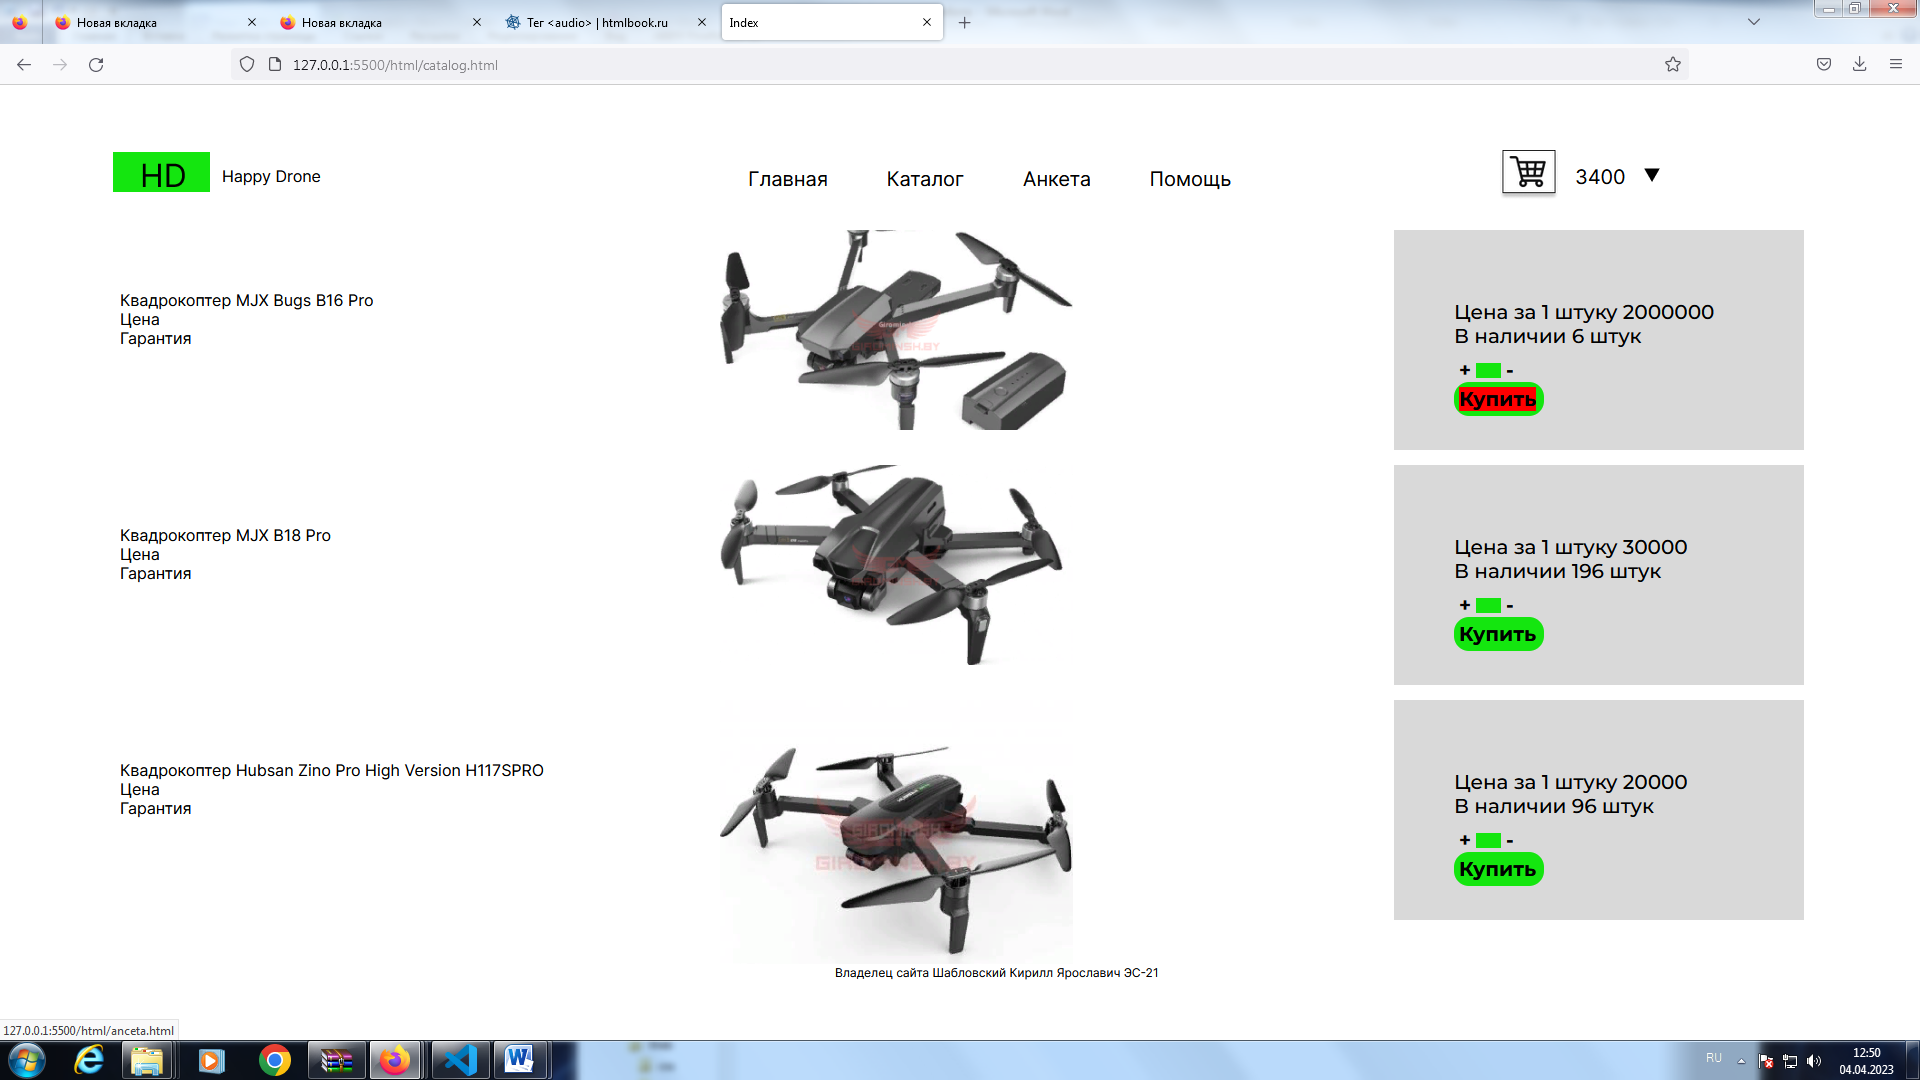 Новая вкладка
Новая вкладка
Тег <audio> | htmlbook.ru
Index
127.0.0.1:5500/html/catalog.html
HD
Happy Drone
Главная
Каталог
Анкета
Помощь
3400 ▼
Квадрокоптер MJX Bugs B16 Pro
Цена
Гарантия
Цена за 1 штуку 2000000
В наличии 6 штук
+ -
Купить
Квадрокоптер MJX B18 Pro
Цена
Гарантия
Цена за 1 штуку 30000
В наличии 196 штук
+ -
Купить
Квадрокоптер Hubsan Zino Pro High Version H117SPRO
Цена
Гарантия
GIROMINSK.BY
Цена за 1 штуку 20000
В наличии 96 штук
+ -
Купить
Владелец сайта Шабловский Кирилл Ярославич ЭС-21
127.0.0.1:5500/html/anceta.html
RU
12:50
04.04.2023